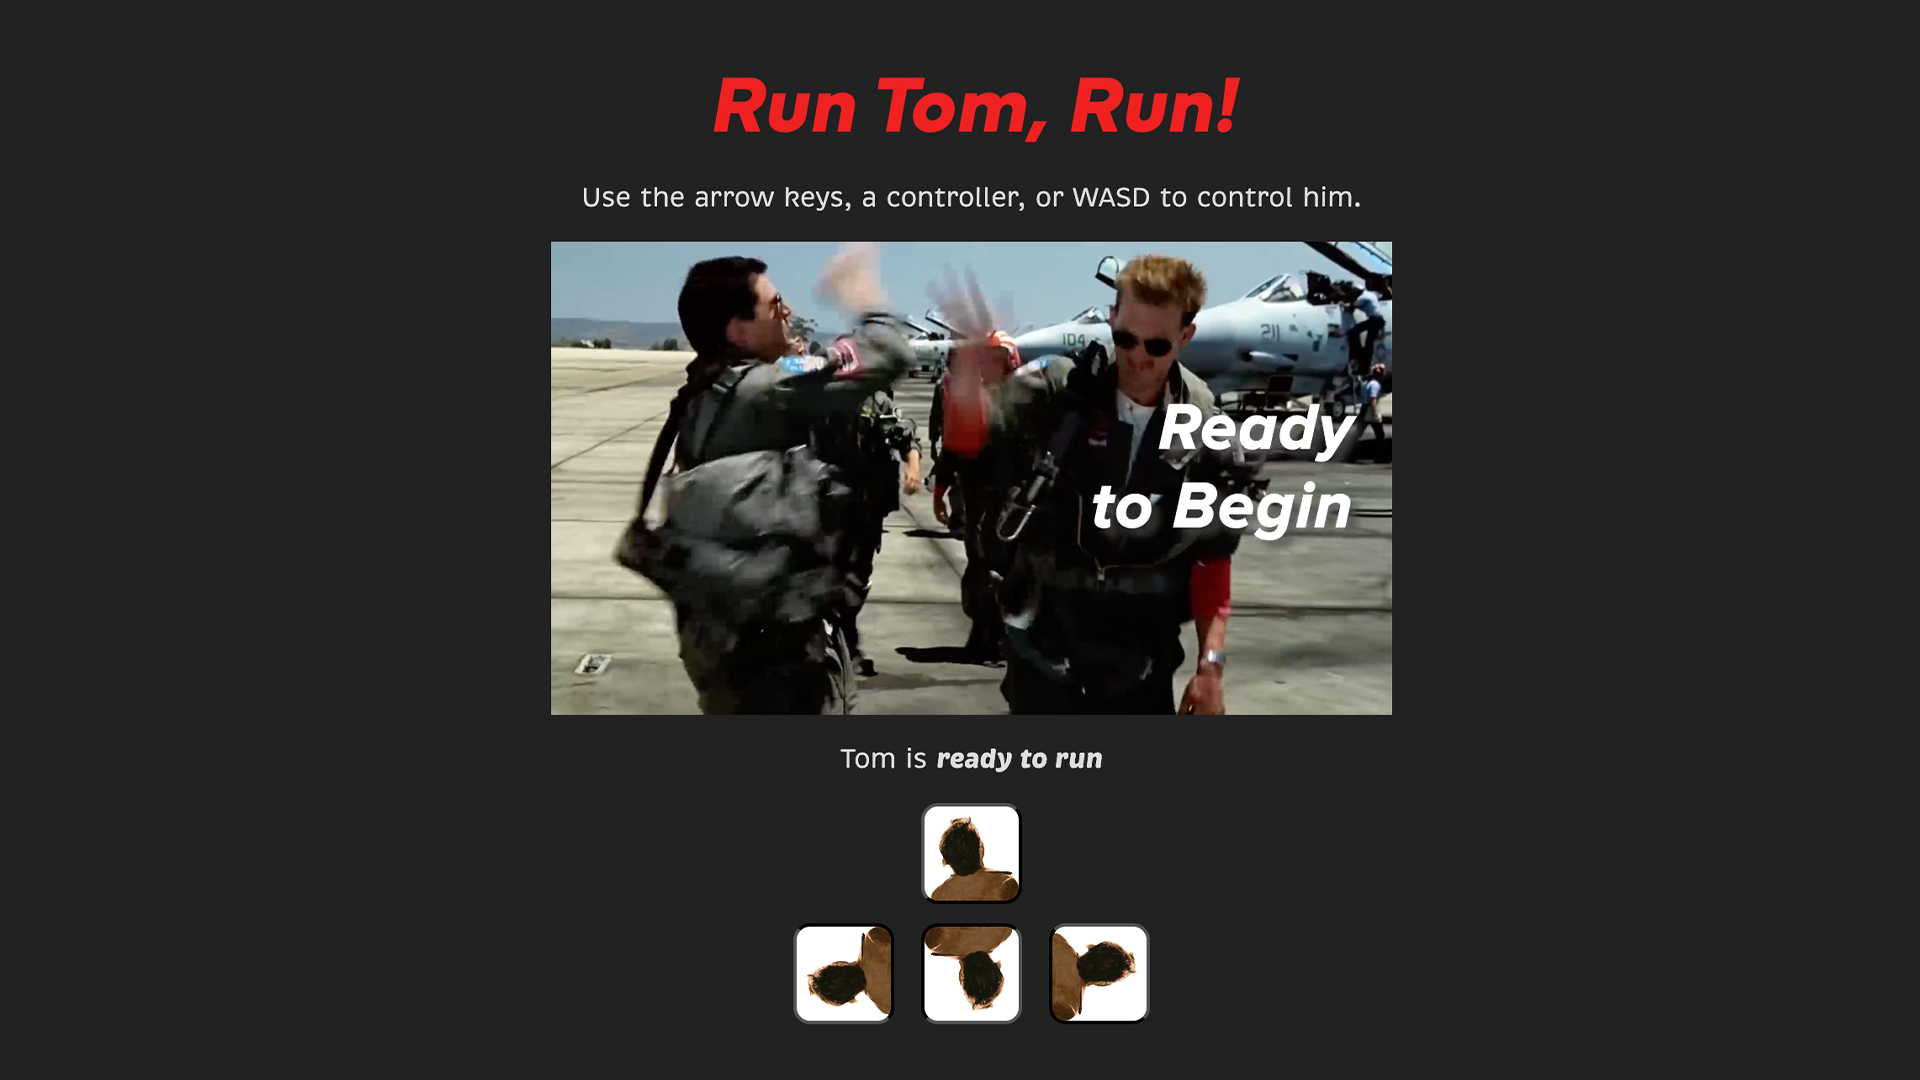 Run Tom, Run!
Use the arrow keys, a controller, or WASD to control him.
104
211
Ready
to Begin
Tom is ready to run